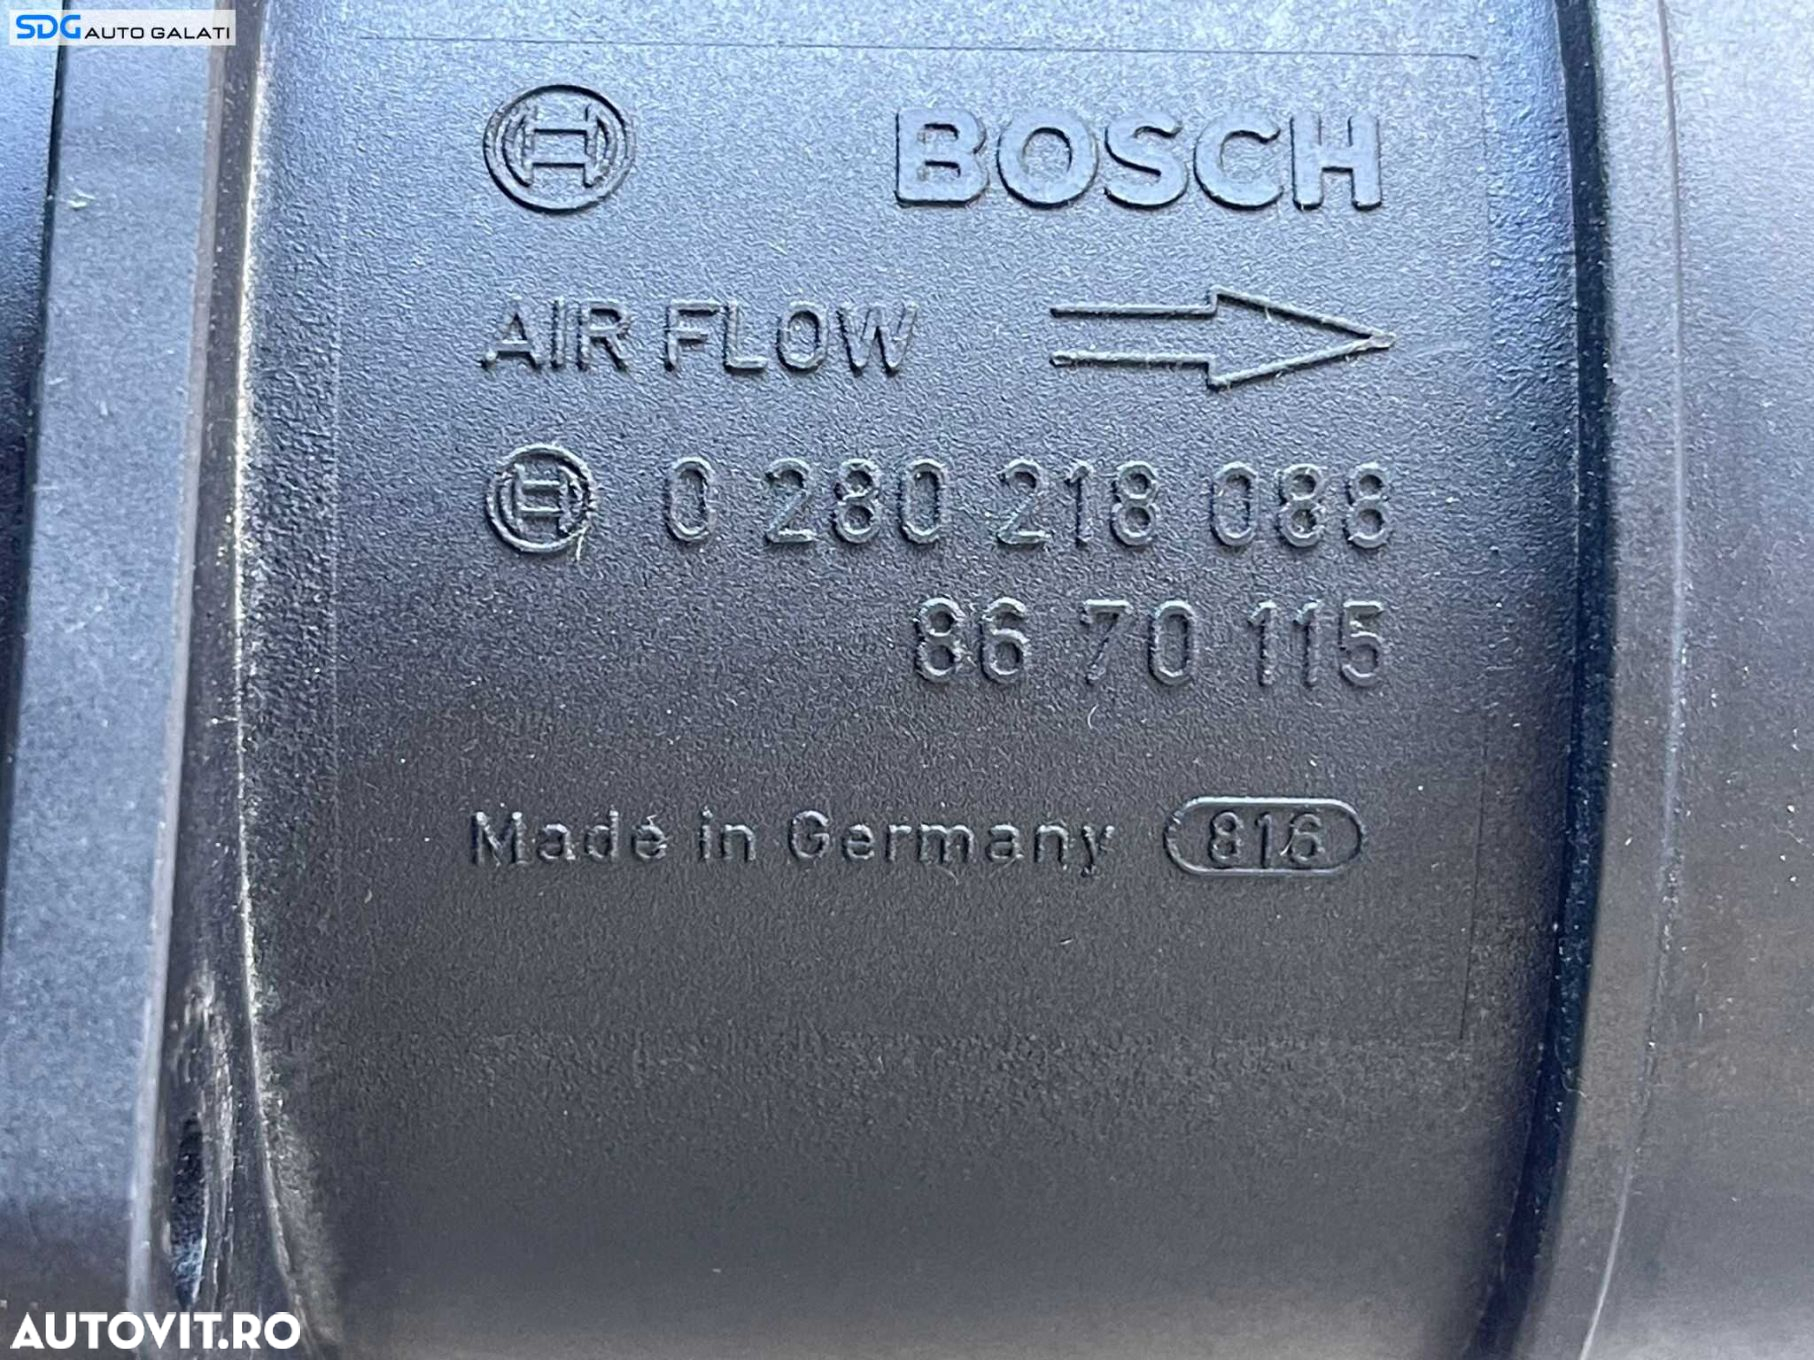 SDG AUTO GALATI
BOSCH
AIR FLOW
0 280 218 088
86 70 115
Made in Germany 816
AUTOVIT.RO